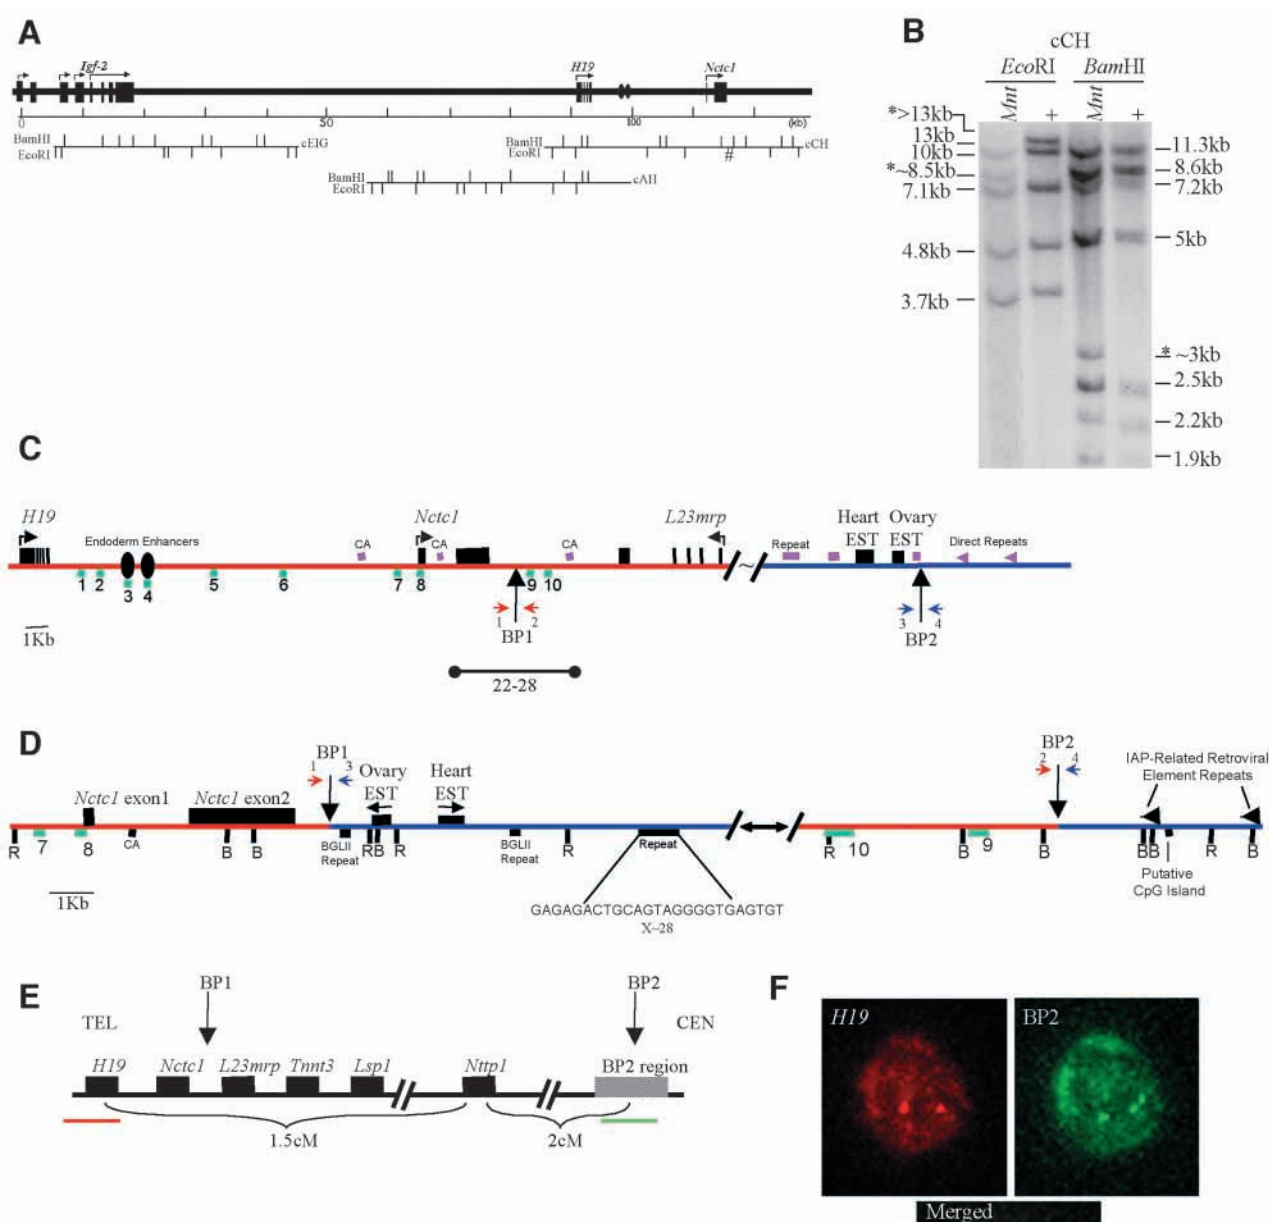 A
Igf-2
H19
Nctc1
0
50
100
(kb)
BamHI
EcoRI
cEIG
BamHI
EcoRI
cCH
#
BamHI
EcoRI
cAH
B
cCH
EcoRI
BamHI
Mnt
+
Mnt
+
*>13kb
13kb
10kb
*~8.5kb
7.1kb
4.8kb
3.7kb
11.3kb
8.6kb
7.2kb
5kb
* ~3kb
2.5kb
2.2kb
1.9kb
C
H19
Nctc1
L23mrp
Heart
EST
Ovary
EST
Endoderm Enhancers
CA
CA
CA
Repeat
Direct Repeats
~
1 2 3 4 5 6 7 8 9 10
1 2
BP1
3 4
BP2
1Kb
22-28
D
BP1
1 3
Ovary
EST
Heart
EST
BP2
2 4
IAP-Related Retroviral
Element Repeats
Nctc1 exon1
Nctc1 exon2
R 7 8 CA B B BGLII
Repeat
R B R BGLII
Repeat
R Repeat R 10 B 9 B B B R B
Putative
CpG Island
1Kb
GAGAGACTGCAGTAGGGGTGAGTGT
X~28
E
BP1
BP2
TEL
CEN
H19 Nctc1 L23mrp Tnnt3 Lsp1 Nttp1 BP2 region
1.5cM
2cM
F
H19
BP2
Merged